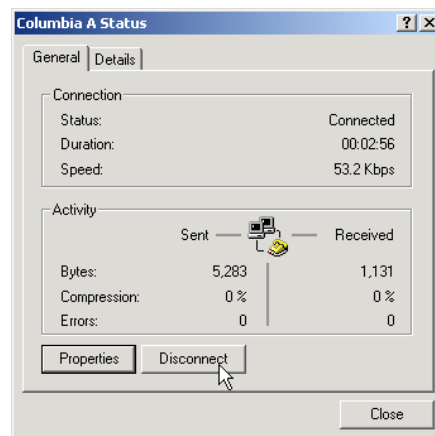 Columbia A Status
General Details
Connection
Status: Connected
Duration: 00:02:56
Speed: 53.2 Kbps
Activity
Sent Received
Bytes: 5,283 1,131
Compression: 0 % 0 %
Errors: 0 0
Properties Disconnect
Close